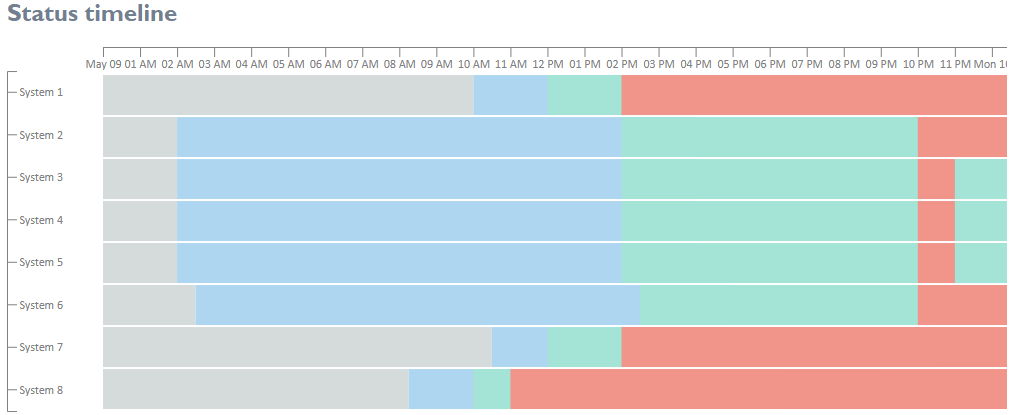 Status timeline
May 09 01 AM 02 AM 03 AM 04 AM 05 AM 06 AM 07 AM 08 AM 09 AM 10 AM 11 AM 12 PM 01 PM 02 PM 03 PM 04 PM 05 PM 06 PM 07 PM 08 PM 09 PM 10 PM 11 PM Mon 10
System 1
System 2
System 3
System 4
System 5
System 6
System 7
System 8